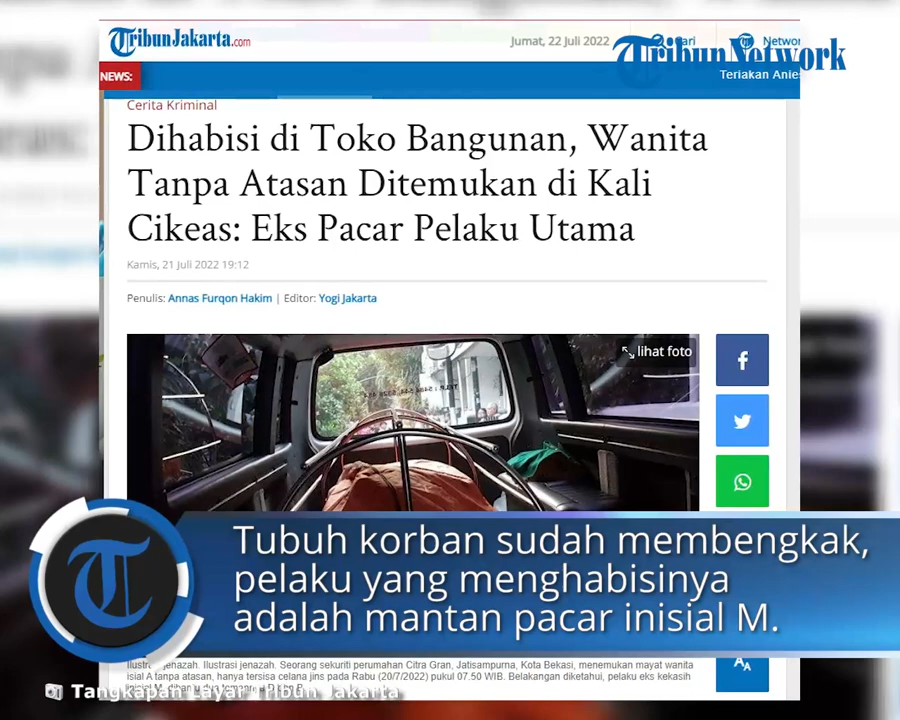 TribunJakarta.com
Jumat, 22 Juli 2022
Cari
TribunNetwork
NEWS:
Teriakan Anies
Cerita Kriminal
Dihabisi di Toko Bangunan, Wanita
Tanpa Atasan Ditemukan di Kali
Cikeas: Eks Pacar Pelaku Utama
Kamis, 21 Juli 2022 19:12
Penulis: Annas Furqon Hakim | Editor: Yogi Jakarta
lihat foto
Tubuh korban sudah membengkak,
pelaku yang menghabisinya
adalah mantan pacar inisial M.
jenazah. Ilustrasi jenazah. Seorang sekuriti perumahan Citra Gran, Jatisampurna, Kota Bekasi, menemukan mayat wanita
isial A tanpa atasan, hanya tersisa celana jins pada Rabu (20/7/2022) pukul 07.50 WIB. Belakangan diketahui, pelaku eks kekasih
Tangkapan Layar Tribun Jakarta